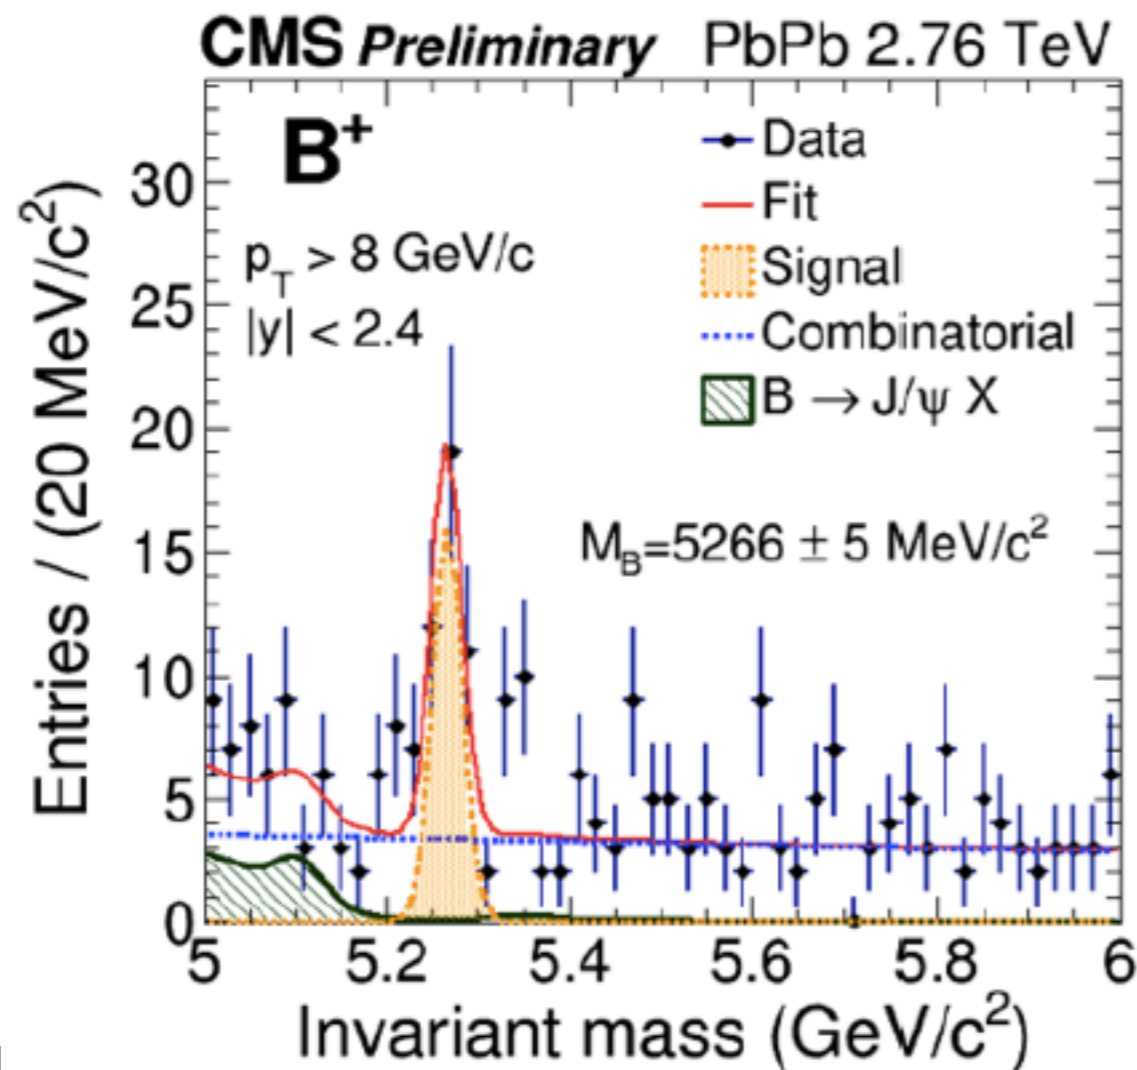 CMS Preliminary PbPb 2.76 TeV
B⁺
p_T > 8 GeV/c
|y| < 2.4
Data
Fit
Signal
Combinatorial
B → J/ψ X
M_B=5266 ± 5 MeV/c²
Entries / (20 MeV/c²)
30
25
20
15
10
5
0
5 5.2 5.4 5.6 5.8 6
Invariant mass (GeV/c²)